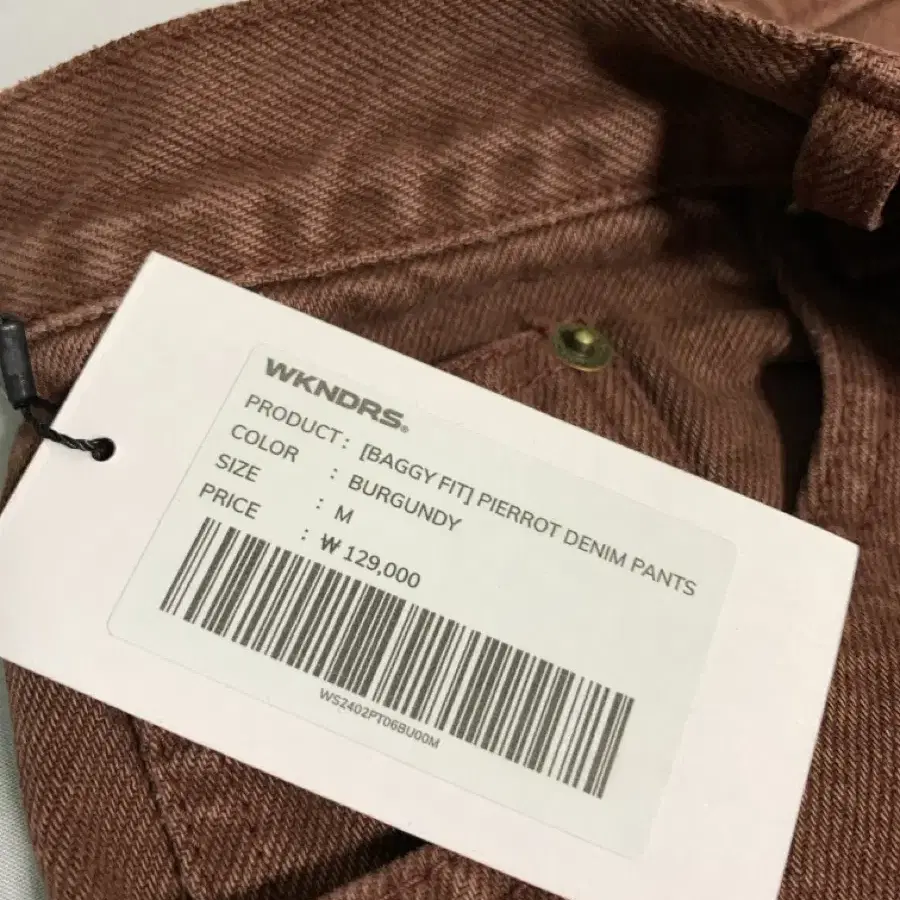 WKNDRS®
PRODUCT : [BAGGY FIT] PIERROT DENIM PANTS
COLOR : BURGUNDY
SIZE : M
PRICE : ₩ 129,000
WS2402PT06BU00M